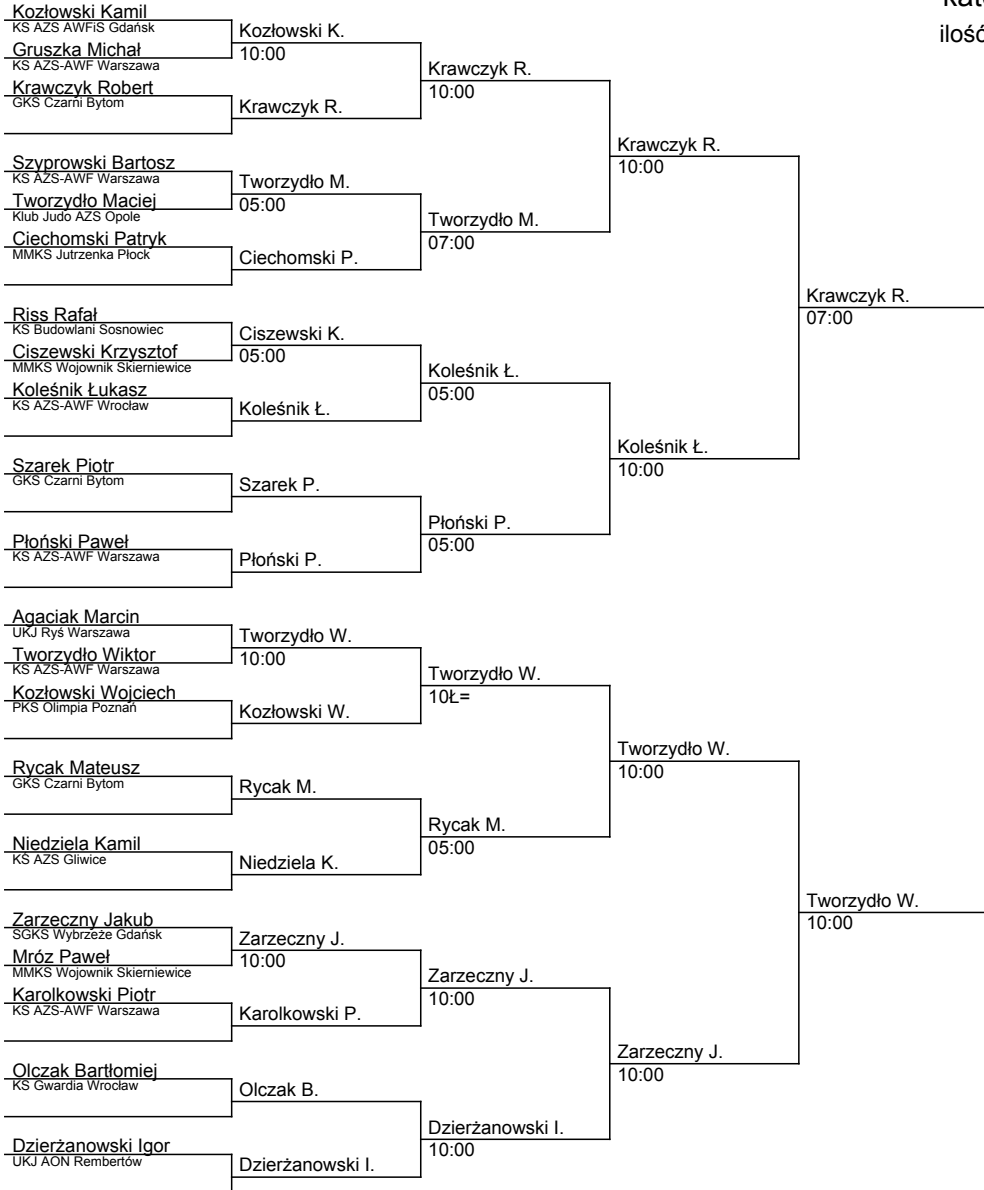 Kozłowski Kamil
KS AZS AWFiS Gdańsk
Gruszka Michał
KS AZS-AWF Warszawa
Krawczyk Robert
GKS Czarni Bytom
Szyprowski Bartosz
KS AZS-AWF Warszawa
Tworzydło Maciej
Klub Judo AZS Opole
Ciechomski Patryk
MMKS Jutrzenka Płock
Riss Rafał
KS Budowlani Sosnowiec
Ciszewski Krzysztof
MMKS Wojownik Skierniewice
Koleśnik Łukasz
KS AZS-AWF Wrocław
Szarek Piotr
GKS Czarni Bytom
Płoński Paweł
KS AZS-AWF Warszawa
Agaciak Marcin
UKJ Ryś Warszawa
Tworzydło Wiktor
KS AZS-AWF Warszawa
Kozłowski Wojciech
PKS Olimpia Poznań
Rycak Mateusz
GKS Czarni Bytom
Niedziela Kamil
KS AZS Gliwice
Zarzeczny Jakub
SGKS Wybrzeże Gdańsk
Mróz Paweł
MMKS Wojownik Skierniewice
Karolkowski Piotr
KS AZS-AWF Warszawa
Olczak Bartłomiej
KS Gwardia Wrocław
Dzierżanowski Igor
UKJ AON Rembertów
Kozłowski K.
10:00
Krawczyk R.
Tworzydło M.
05:00
Ciechomski P.
Ciszewski K.
05:00
Koleśnik Ł.
Szarek P.
Płoński P.
Tworzydło W.
10:00
Kozłowski W.
Rycak M.
Niedziela K.
Zarzeczny J.
10:00
Karolkowski P.
Olczak B.
Dzierżanowski I.
Krawczyk R.
10:00
Tworzydło M.
07:00
Koleśnik Ł.
05:00
Płoński P.
05:00
Tworzydło W.
10Ł=
Rycak M.
05:00
Zarzeczny J.
10:00
Dzierżanowski I.
10:00
Krawczyk R.
10:00
Koleśnik Ł.
10:00
Tworzydło W.
10:00
Zarzeczny J.
10:00
Krawczyk R.
07:00
Tworzydło W.
10:00